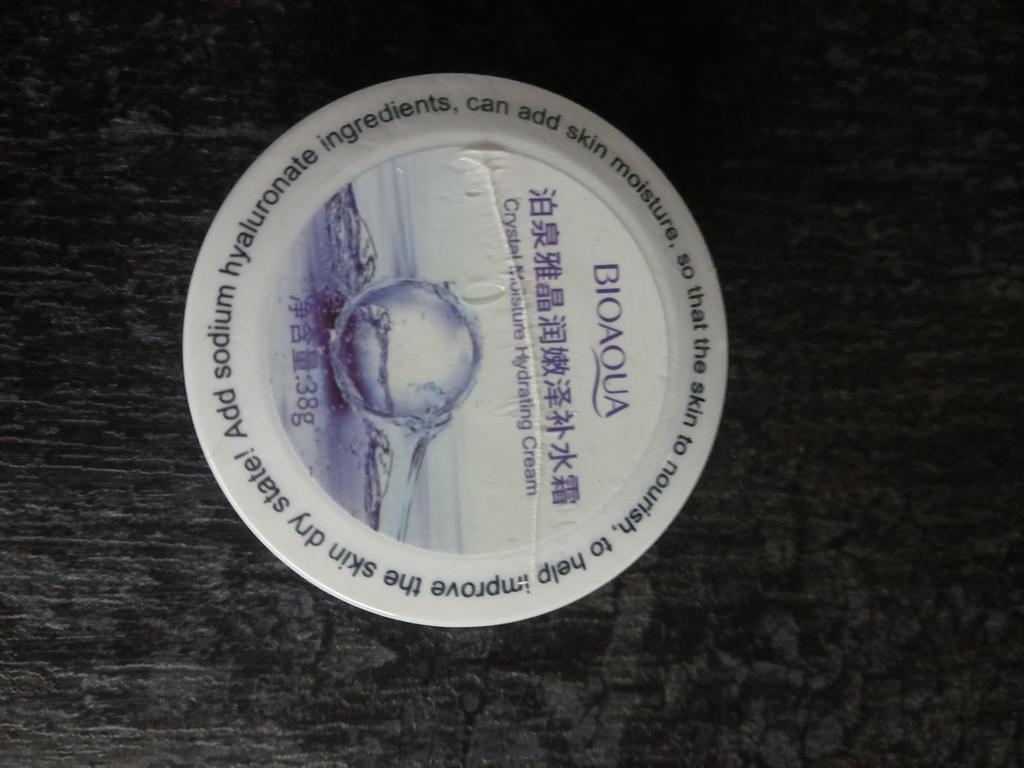 BIOAQUA
泊泉雅晶润嫩泽补水霜
Crystal Moisture Hydrating Cream
净含量:38g
Add sodium hyaluronate ingredients, can add skin moisture, so that the skin to nourish, to help improve the skin dry state!